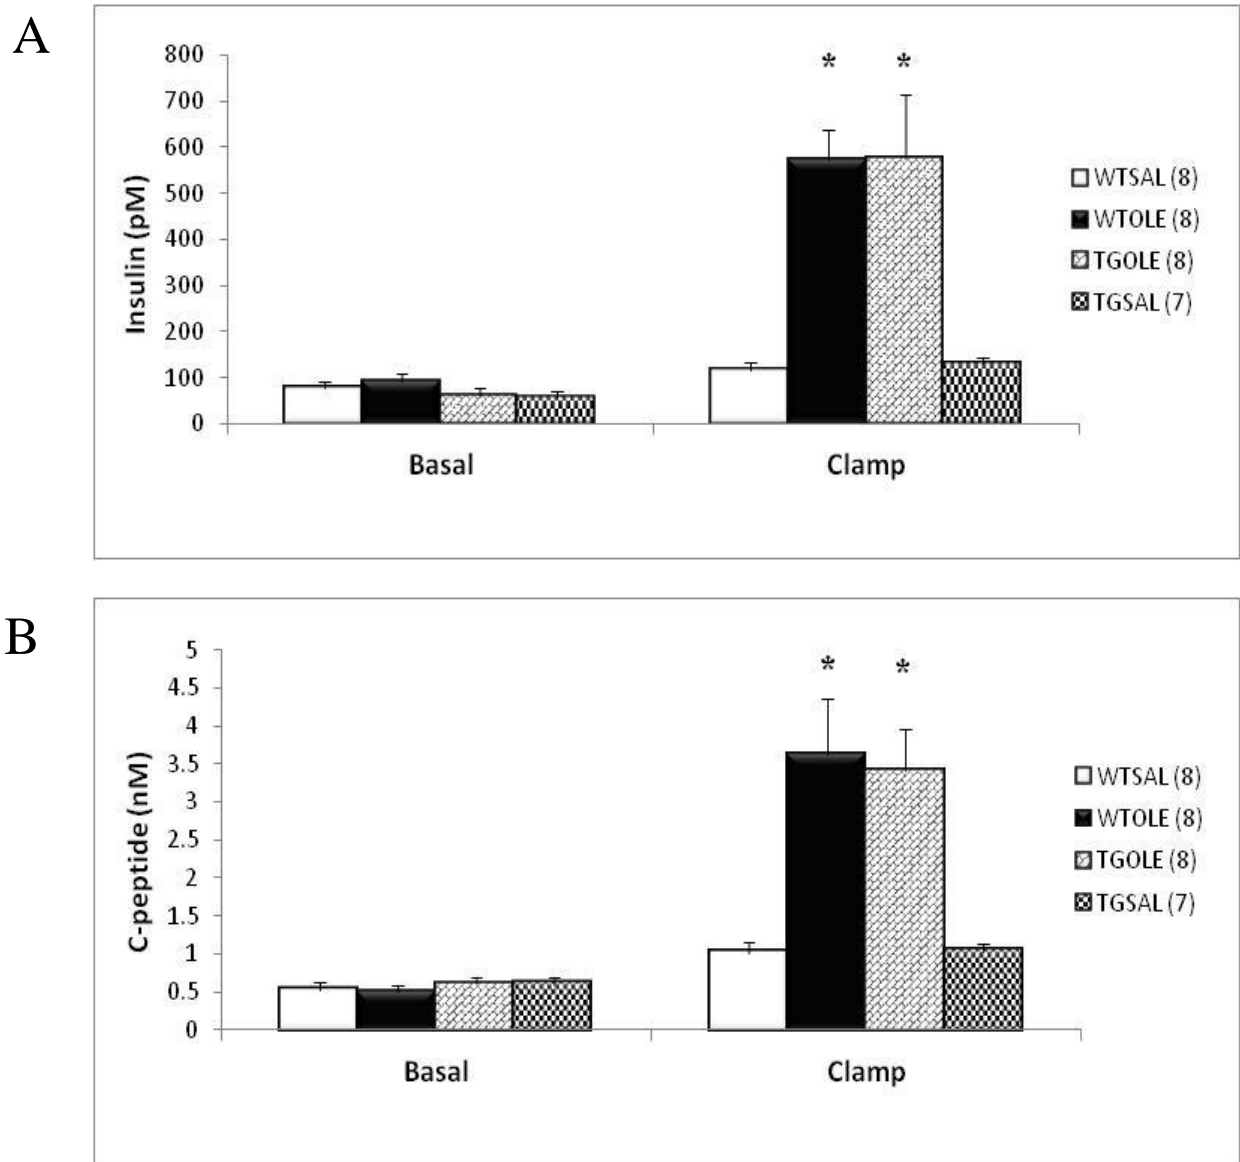 A
800
700
600
500
400
300
200
100
0
Insulin (pM)
* *
Basal Clamp
WTSAL (8)
WTOLE (8)
TGOLE (8)
TGSAL (7)
B
5
4.5
4
3.5
3
2.5
2
1.5
1
0.5
0
C-peptide (nM)
* *
Basal Clamp
WTSAL (8)
WTOLE (8)
TGOLE (8)
TGSAL (7)